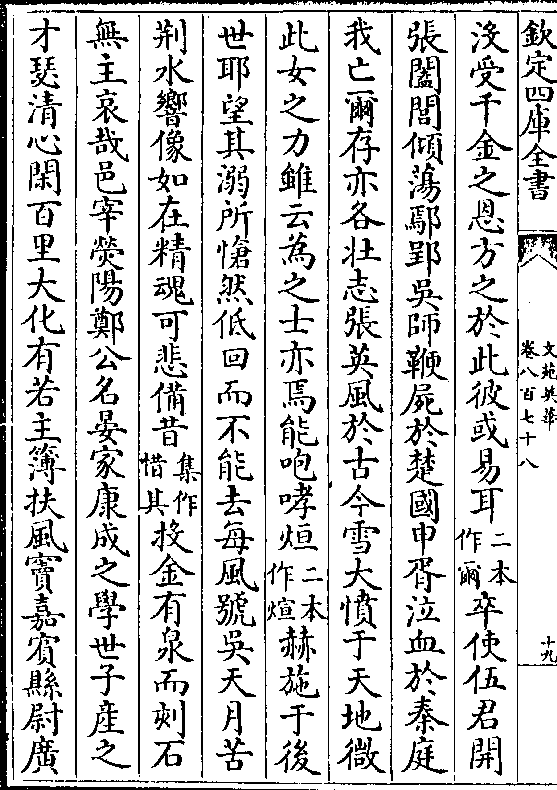 欽定四庫全書
文苑英華
卷八百七十八
十九
沒受千金之恩方之於此彼或易耳二本作爾卒使伍君開
張闔閭傾蕩鄢郢吳師鞭屍於楚國申胥泣血於秦庭
我亡爾存亦各壯志張英風於古今雪大憤于天地微
此女之力雖云為之士亦焉能咆哮烜二本作煊赫施于後
世耶望其溺所愴然低回而不能去每風號吳天月苦
荆水響像如在精魂可悲備昔集作惜其投金有泉而刻石
無主哀哉邑宰滎陽鄭公名晏家康成之學世子産之
才琴清心閑百里大化有若主簿扶風竇嘉賓縣尉廣